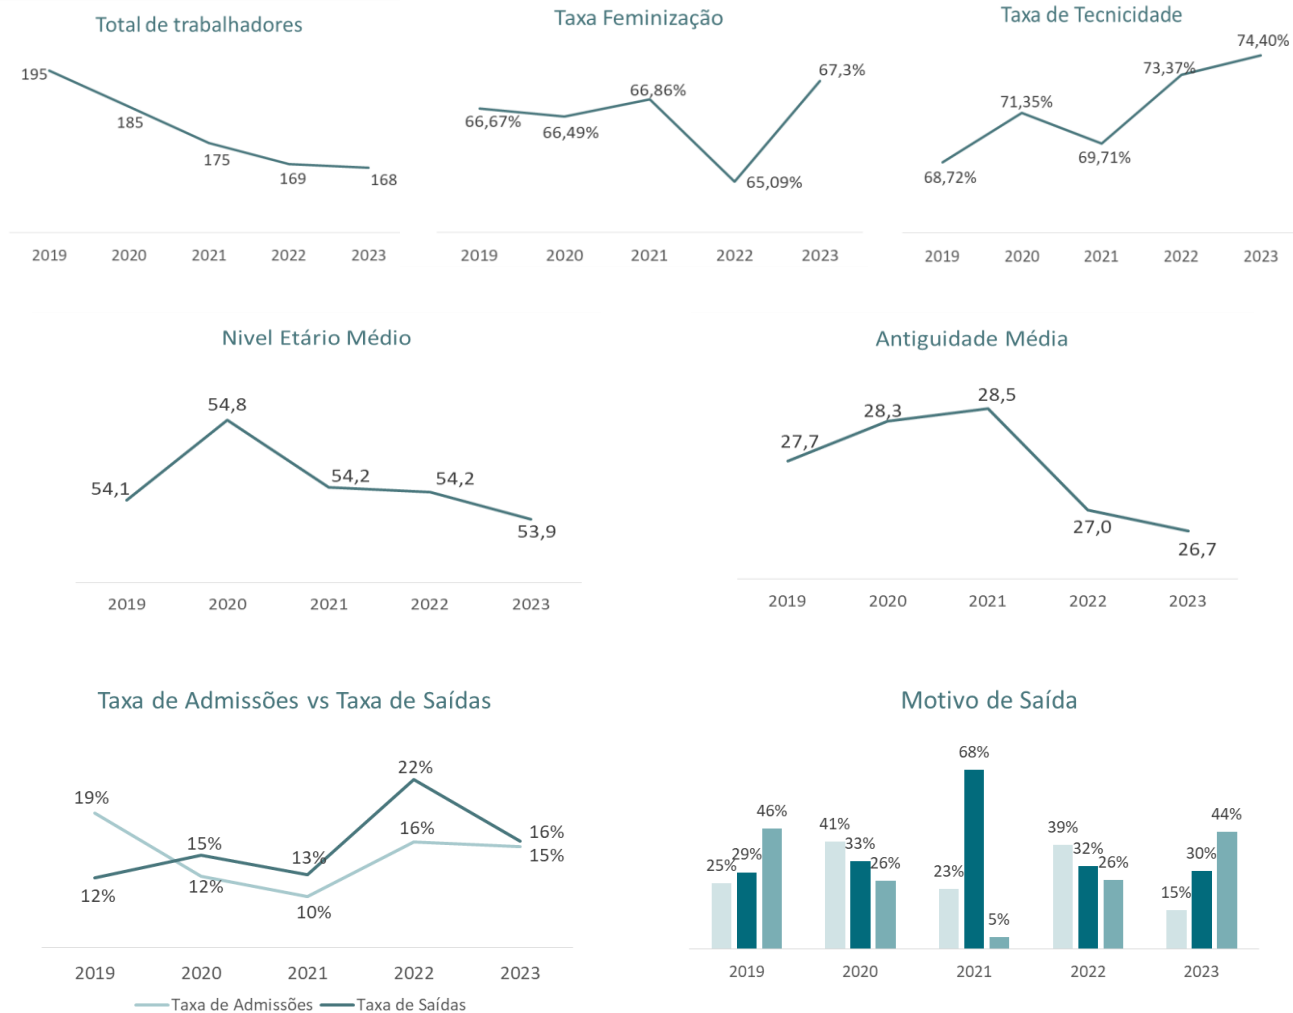 Total de trabalhadores
195
185
175
169
168
2019 2020 2021 2022 2023
Taxa Feminização
66,67%
66,49%
66,86%
65,09%
67,3%
2019 2020 2021 2022 2023
Taxa de Tecnicidade
68,72%
71,35%
69,71%
73,37%
74,40%
2019 2020 2021 2022 2023
Nivel Etário Médio
54,1
54,8
54,2
54,2
53,9
2019 2020 2021 2022 2023
Antiguidade Média
27,7
28,3
28,5
27,0
26,7
2019 2020 2021 2022 2023
Taxa de Admissões vs Taxa de Saídas
19%
12%
10%
16%
15%
12%
15%
13%
22%
16%
2019 2020 2021 2022 2023
Taxa de Admissões Taxa de Saídas
Motivo de Saída
25% 29% 46%
41% 33% 26%
23% 68% 5%
39% 32% 26%
15% 30% 44%
2019 2020 2021 2022 2023